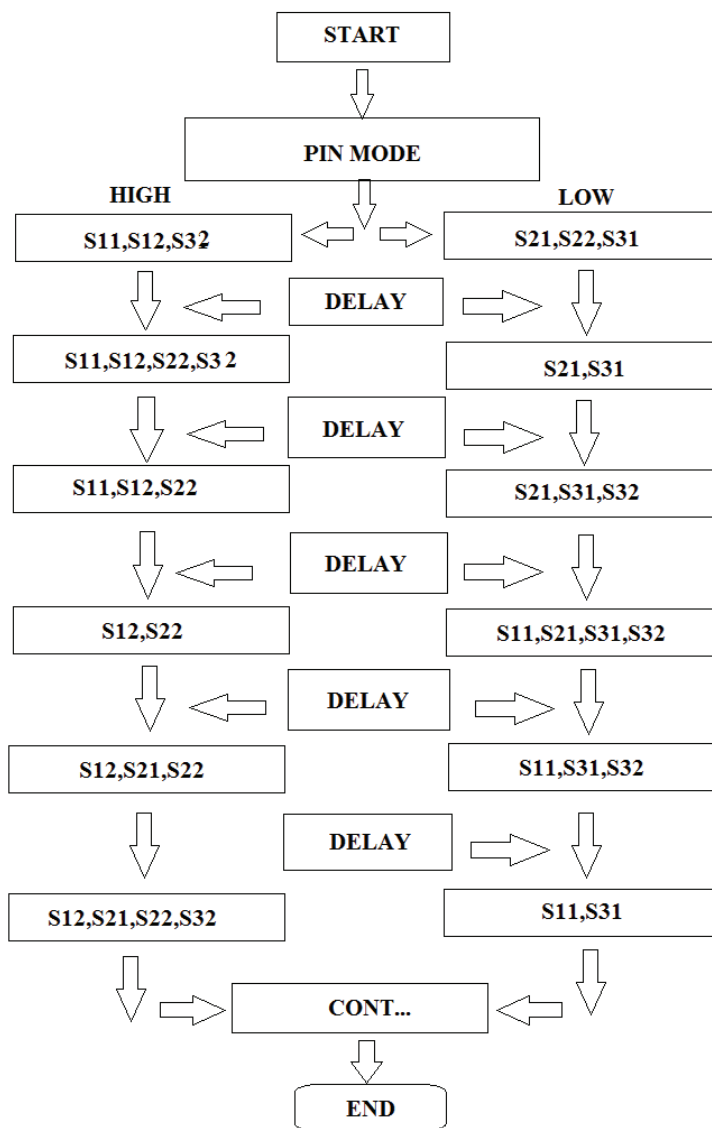 START
PIN MODE
HIGH
LOW
S11,S12,S32
S21,S22,S31
DELAY
S11,S12,S22,S32
S21,S31
DELAY
S11,S12,S22
S21,S31,S32
DELAY
S12,S22
S11,S21,S31,S32
DELAY
S12,S21,S22
S11,S31,S32
DELAY
S12,S21,S22,S32
S11,S31
CONT...
END